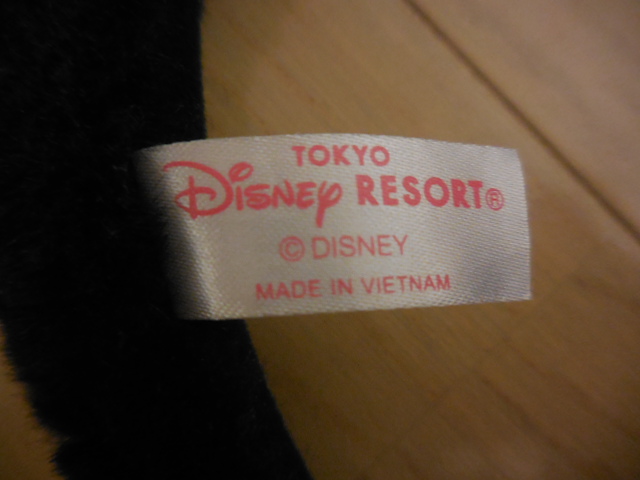 TOKYO
DISNEY RESORT®
© DISNEY
MADE IN VIETNAM